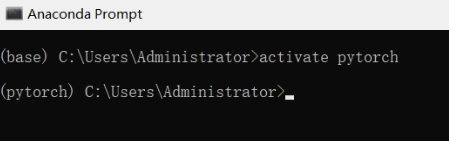 Anaconda Prompt
(base) C:\Users\Administrator>activate pytorch
(pytorch) C:\Users\Administrator>